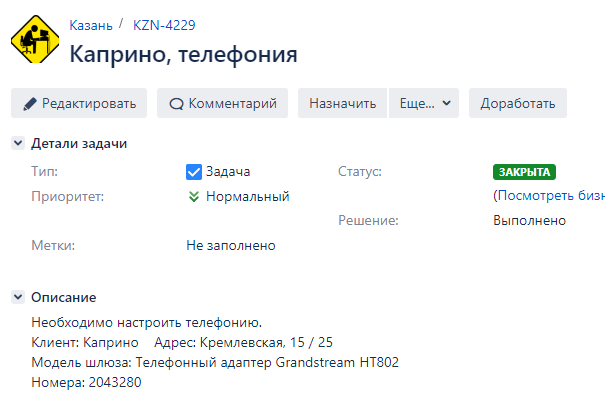 Казань / KZN-4229
Каприно, телефония
Редактировать Комментарий Назначить Еще... Доработать
Детали задачи
Тип: Задача Статус: ЗАКРЫТА
Приоритет: Нормальный (Посмотреть бизн
Решение: Выполнено
Метки: Не заполнено
Описание
Необходимо настроить телефонию.
Клиент: Каприно Адрес: Кремлевская, 15 / 25
Модель шлюза: Телефонный адаптер Grandstream HT802
Номера: 2043280